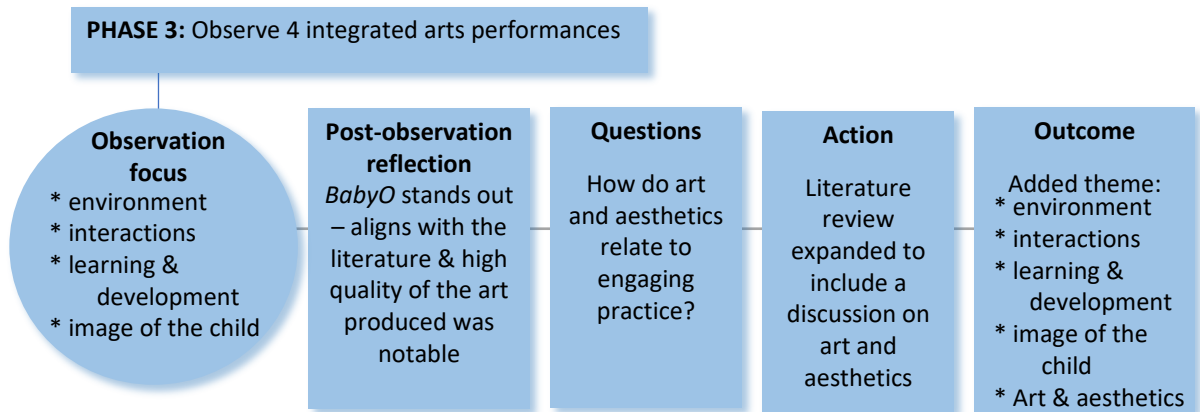 PHASE 3: Observe 4 integrated arts performances
Observation
focus
* environment
* interactions
* learning &
development
* image of the child
Post-observation
reflection
BabyO stands out
– aligns with the
literature & high
quality of the art
produced was
notable
Questions
How do art
and aesthetics
relate to
engaging
practice?
Action
Literature
review
expanded to
include a
discussion on
art and
aesthetics
Outcome
Added theme:
* environment
* interactions
* learning &
development
* image of the
child
* Art & aesthetics